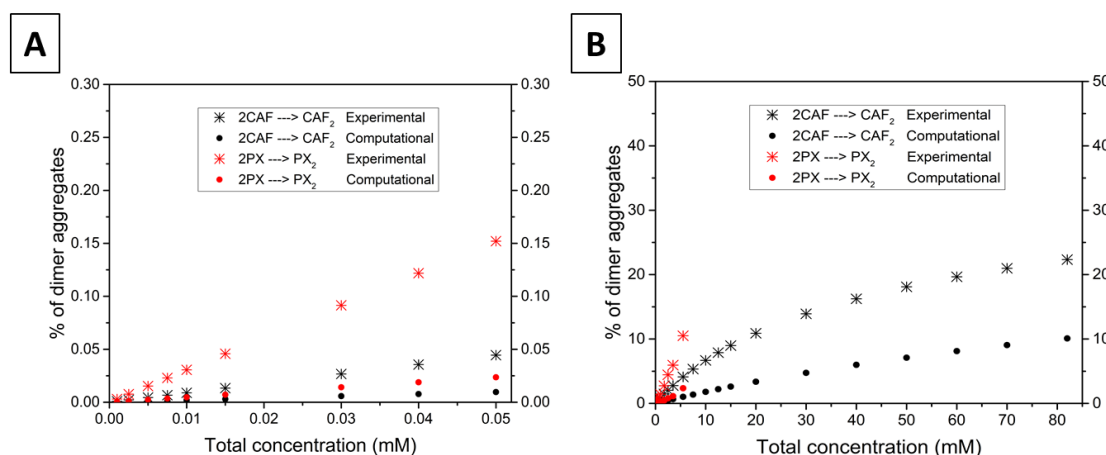 A
% of dimer aggregates
0.30
0.25
0.20
0.15
0.10
0.05
0.00
2CAF ---> CAF₂ Experimental
2CAF ---> CAF₂ Computational
2PX ---> PX₂ Experimental
2PX ---> PX₂ Computational
0.30
0.25
0.20
0.15
0.10
0.05
0.00
0.00 0.01 0.02 0.03 0.04 0.05
Total concentration (mM)
B
% of dimer aggregates
50
40
30
20
10
0
2CAF ---> CAF₂ Experimental
2CAF ---> CAF₂ Computational
2PX ---> PX₂ Experimental
2PX ---> PX₂ Computational
0 10 20 30 40 50 60 70 80
Total concentration (mM)